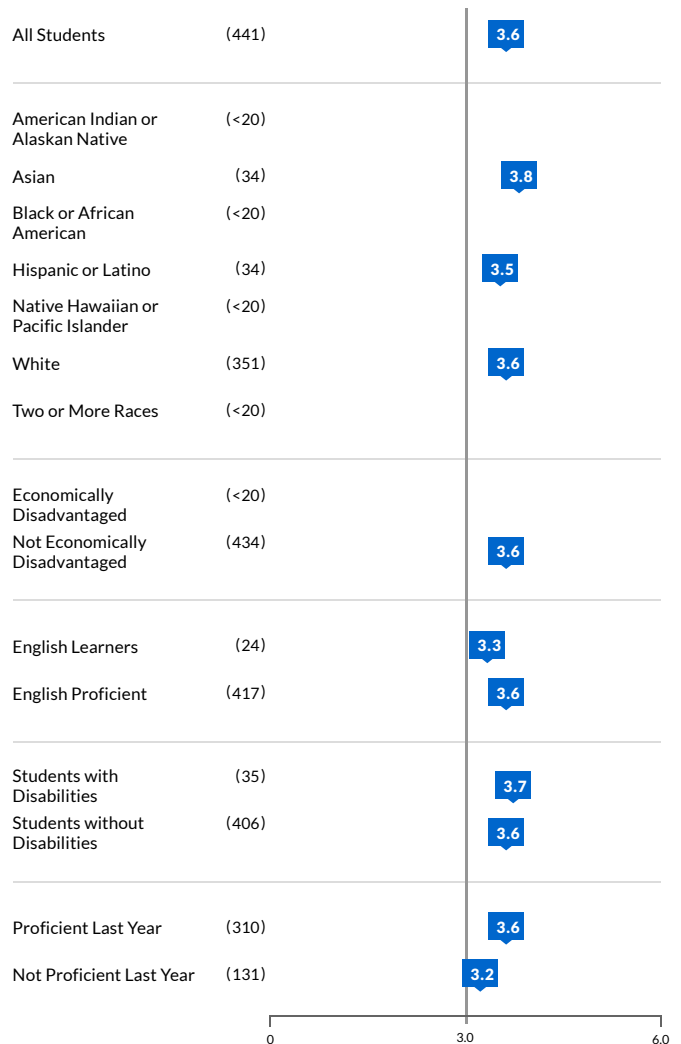 All Students (441) 3.6
American Indian or (<20)
Alaskan Native
Asian (34) 3.8
Black or African (<20)
American
Hispanic or Latino (34) 3.5
Native Hawaiian or (<20)
Pacific Islander
White (351) 3.6
Two or More Races (<20)
Economically (<20)
Disadvantaged
Not Economically (434) 3.6
Disadvantaged
English Learners (24) 3.3
English Proficient (417) 3.6
Students with (35) 3.7
Disabilities
Students without (406) 3.6
Disabilities
Proficient Last Year (310) 3.6
Not Proficient Last Year (131) 3.2
0 3.0 6.0